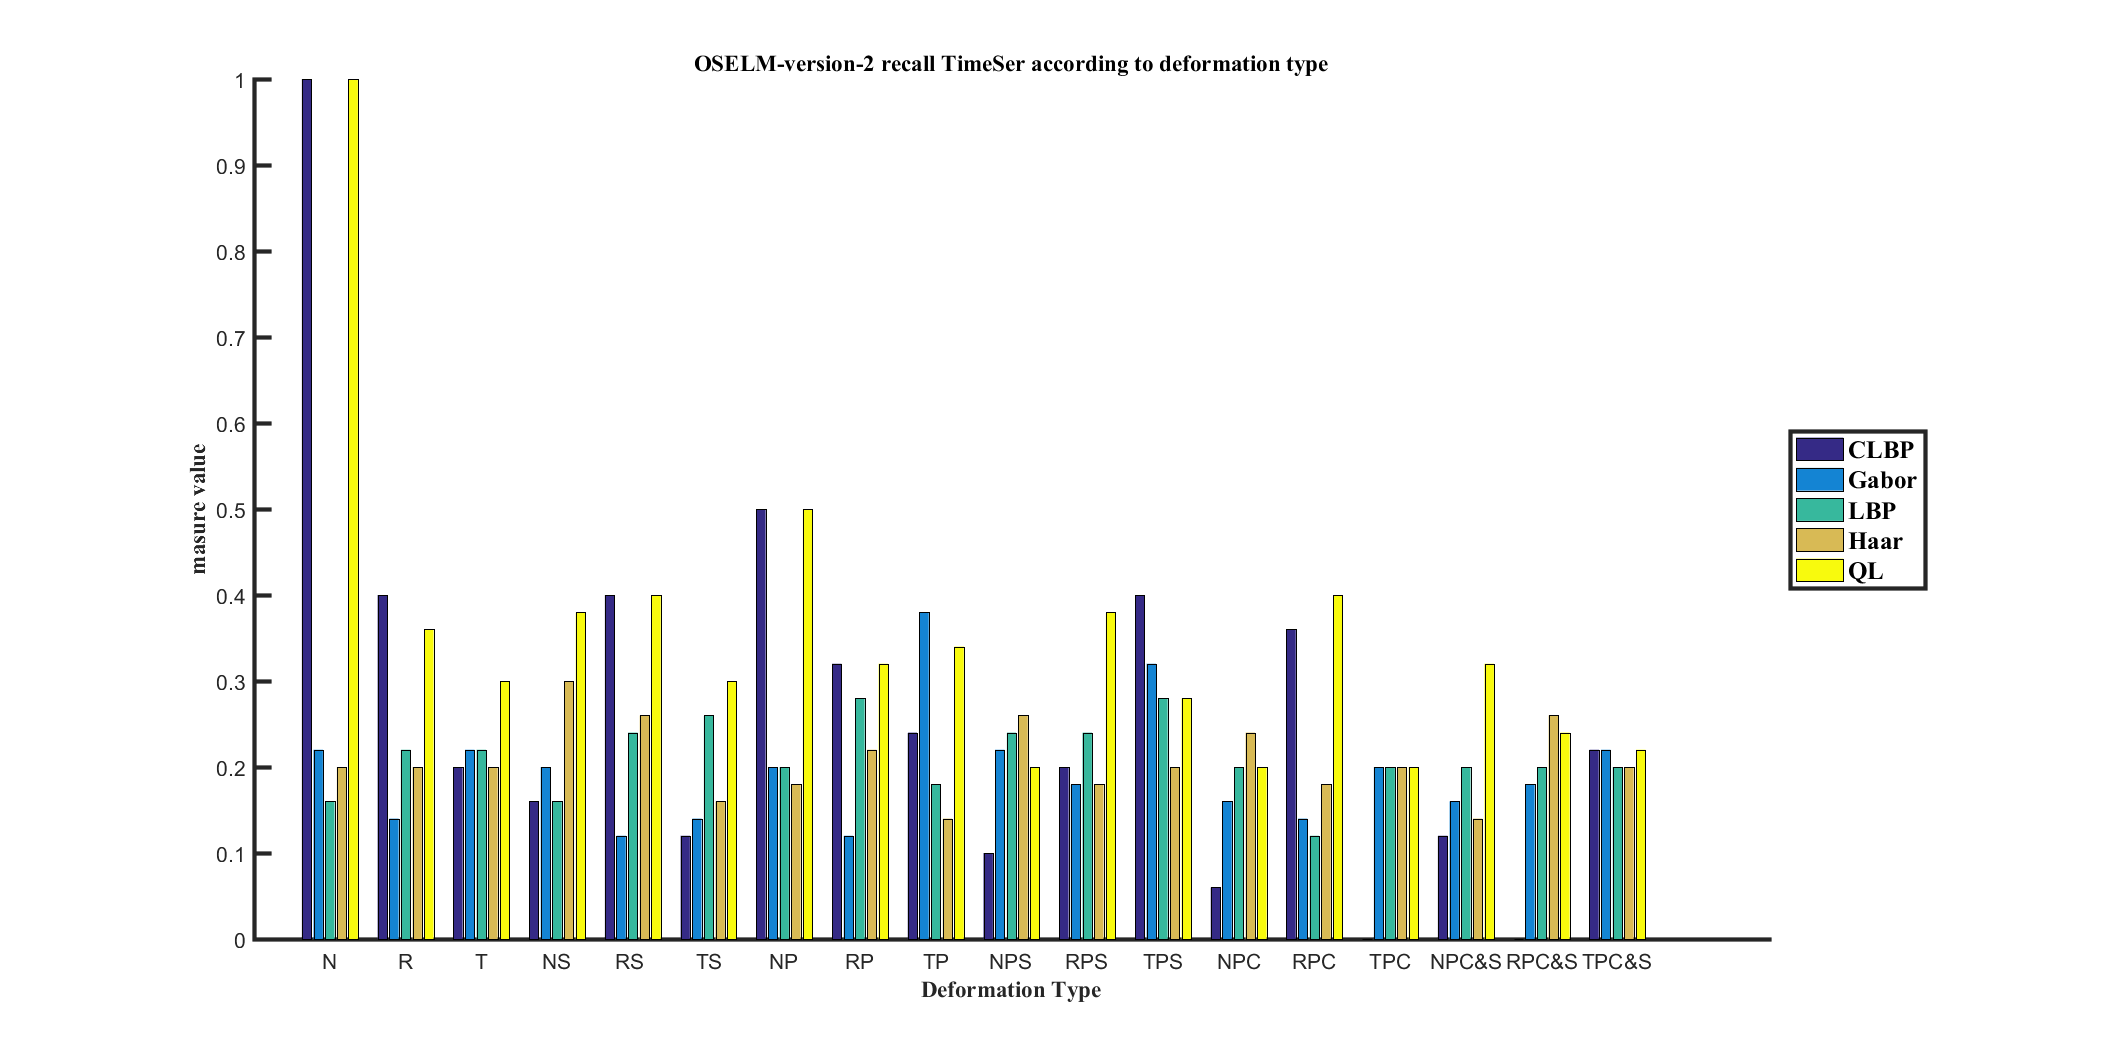 OSELM-version-2 recall TimeSer according to deformation type
masure value
1
0.9
0.8
0.7
0.6
0.5
0.4
0.3
0.2
0.1
0
N R T NS RS TS NP RP TP NPS RPS TPS NPC RPC TPC NPC&S RPC&S TPC&S
Deformation Type
CLBP
Gabor
LBP
Haar
QL